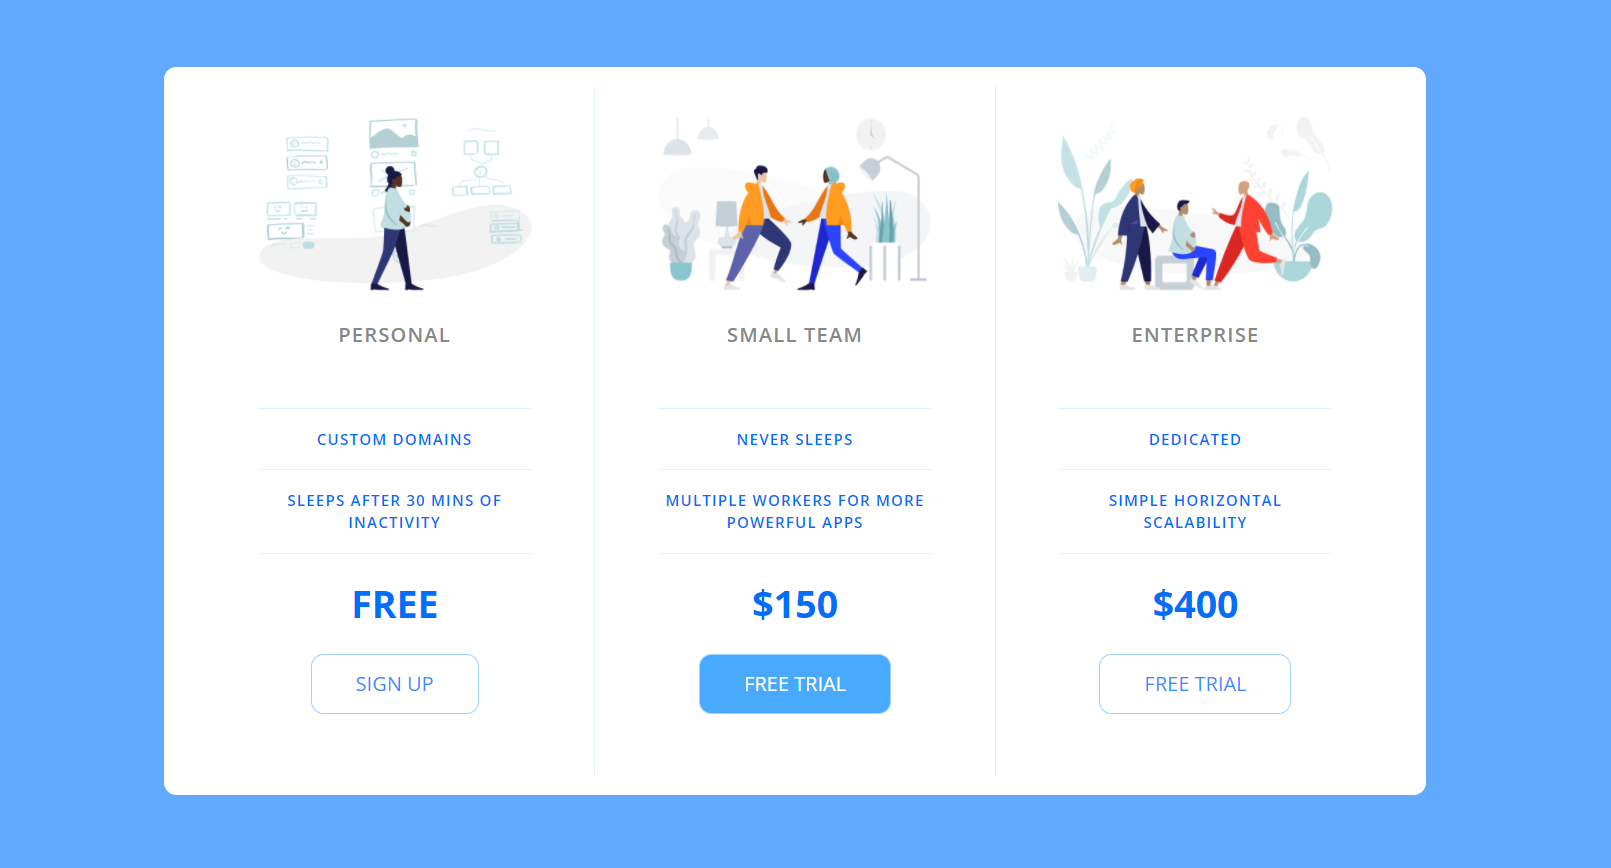 PERSONAL
CUSTOM DOMAINS
SLEEPS AFTER 30 MINS OF
INACTIVITY
FREE
SIGN UP
SMALL TEAM
NEVER SLEEPS
MULTIPLE WORKERS FOR MORE
POWERFUL APPS
$150
FREE TRIAL
ENTERPRISE
DEDICATED
SIMPLE HORIZONTAL
SCALABILITY
$400
FREE TRIAL